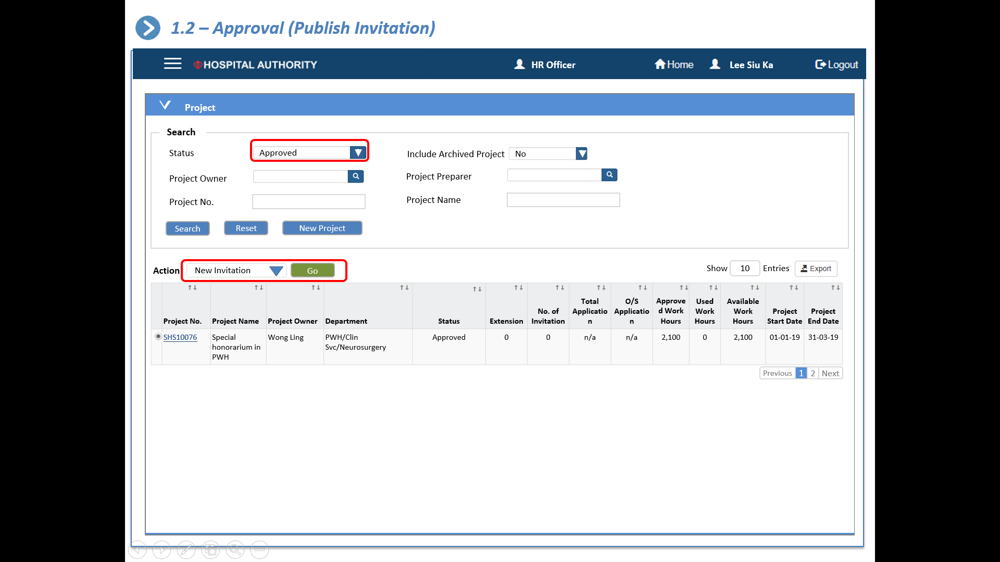 1.2 – Approval (Publish Invitation)
HOSPITAL AUTHORITY HR Officer Home Lee Siu Ka Logout
Project
Search
Status Approved Include Archived Project No
Project Owner Project Preparer
Project No. Project Name
Search Reset New Project
Action New Invitation Go Show 10 Entries Export
Total O/S Approve Used Available
No. of Applicatio Applicatio d Work Work Work Project Project
Project No. Project Name Project Owner Department Status Extension Invitation n n Hours Hours Hours Start Date End Date
SHS10076 Special Wong Ling PWH/Clin Approved 0 0 n/a n/a 2,100 0 2,100 01-01-19 31-03-19
honorarium in Svc/Neurosurgery
PWH
Previous 1 2 Next